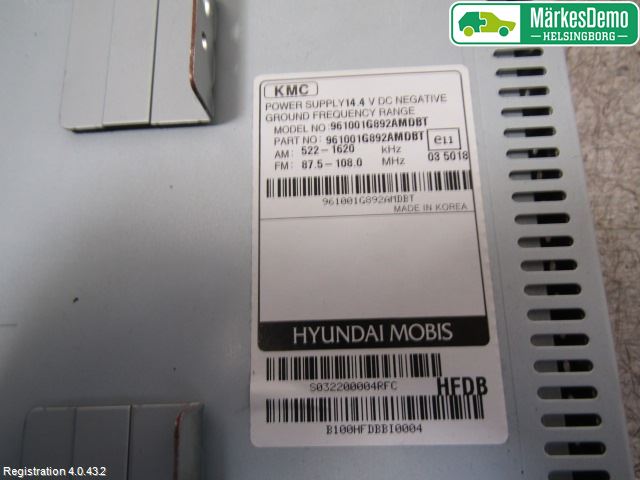 MärkesDemo
HELSINGBORG
KMC
POWER SUPPLY 14.4 V DC NEGATIVE
GROUND FREQUENCY RANGE
MODEL NO. 961001G892AMDBT
PART NO: 961001G892AMDBT
AM: 522-1620 KHz
FM: 87.5-108.0 MHz
e11
03 5018
961001G892AMDBT
MADE IN KOREA
HYUNDAI MOBIS
S032200004RFC
HFDB
B100HFDBBI0004
Registration 4.0.43.2